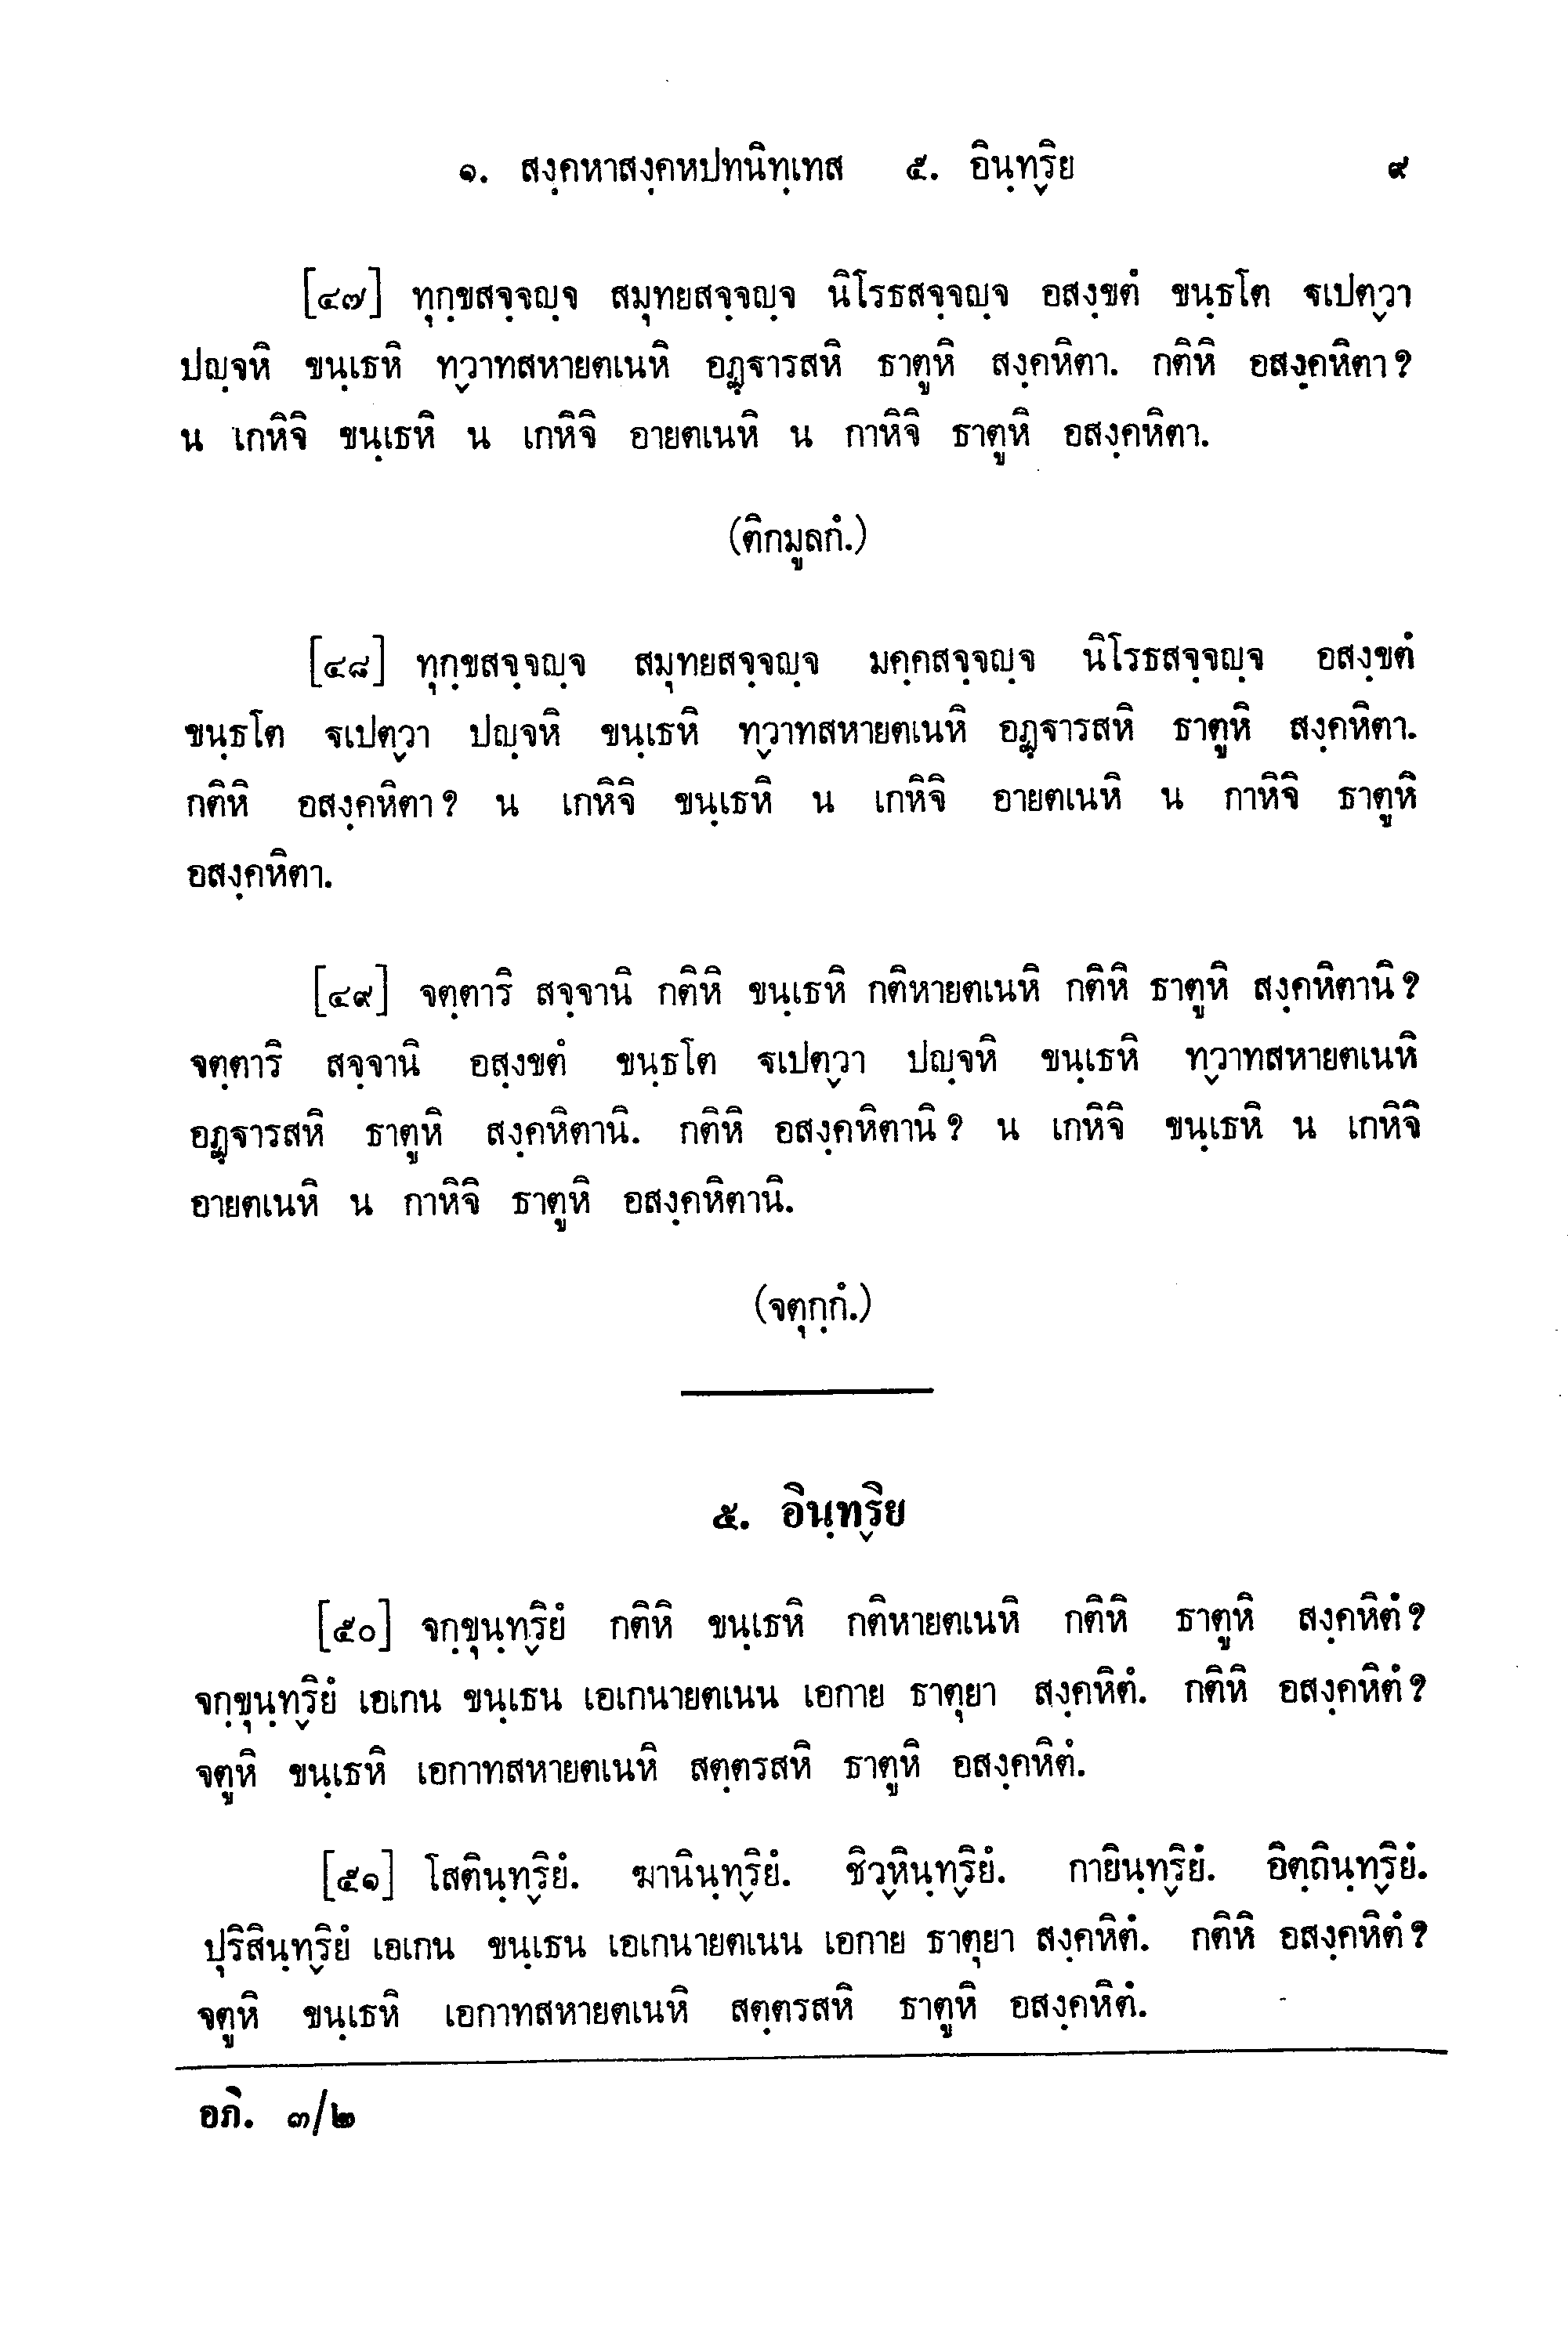 ๑. สงฺคหาสงฺคหปทนิทฺเทส ๕. อินฺทฺริย ๙
[๔๗] ทุกฺขสจฺจญฺจ สมุทยสจฺจญฺจ นิโรธสจฺจญฺจ อสงฺขตํ ขนฺธโต ฐเปตฺวา
ปญฺจหิ ขนฺเธหิ ทฺวาทสหายตเนหิ อฏฺฐารสหิ ธาตูหิ สงฺคหิตา. กติหิ อสงฺคหิตา?
น เกหิจิ ขนฺเธหิ น เกหิจิ อายตเนหิ น กาหิจิ ธาตูหิ อสงฺคหิตา.
(ติกมูลกํ.)
[๔๘] ทุกฺขสจฺจญฺจ สมุทยสจฺจญฺจ มคฺคสจฺจญฺจ นิโรธสจฺจญฺจ อสงฺขตํ
ขนฺธโต ฐเปตฺวา ปญฺจหิ ขนฺเธหิ ทฺวาทสหายตเนหิ อฏฺฐารสหิ ธาตูหิ สงฺคหิตา.
กติหิ อสงฺคหิตา? น เกหิจิ ขนฺเธหิ น เกหิจิ อายตเนหิ น กาหิจิ ธาตูหิ
อสงฺคหิตา.
[๔๙] จตฺตาริ สจฺจานิ กติหิ ขนฺเธหิ กติหายตเนหิ กติหิ ธาตูหิ สงฺคหิตานิ?
จตฺตาริ สจฺจานิ อสฺงขตํ ขนฺธโต ฐเปตฺวา ปญฺจหิ ขนฺเธหิ ทฺวาทสหายตเนหิ
อฏฺฐารสหิ ธาตูหิ สงฺคหิตานิ. กติหิ อสงฺคหิตานิ? น เกหิจิ ขนฺเธหิ น เกหิจิ
อายตเนหิ น กาหิจิ ธาตูหิ อสงฺคหิตานิ.
(จตุกฺกํ.)
๕. อินฺทฺริย
[๕๐] จกฺขุนฺทฺริยํ กติหิ ขนฺเธหิ กติหายตเนหิ กติหิ ธาตูหิ สงฺคหิตํ?
จกฺขุนฺทฺริยํ เอเกน ขนฺเธน เอเกนายตเนน เอกาย ธาตุยา สงฺคหิตํ. กติหิ อสงฺคหิตํ?
จตูหิ ขนฺเธหิ เอกาทสหายตเนหิ สตฺตรสหิ ธาตูหิ อสงฺคหิตํ.
[๕๑] โสตินฺทฺริยํ. ฆานินฺทฺริยํ. ชิวฺหินฺทฺริยํ. กายินฺทฺริยํ. อิตฺถินฺทฺริยํ.
ปุริสินฺทฺริยํ เอเกน ขนฺเธน เอเกนายตเนน เอกาย ธาตุยา สงฺคหิตํ. กติหิ อสงฺคหิตํ?
จตูหิ ขนฺเธหิ เอกาทสหายตเนหิ สตฺตรสหิ ธาตูหิ อสงฺคหิตํ.
อภิ. ๓/๒